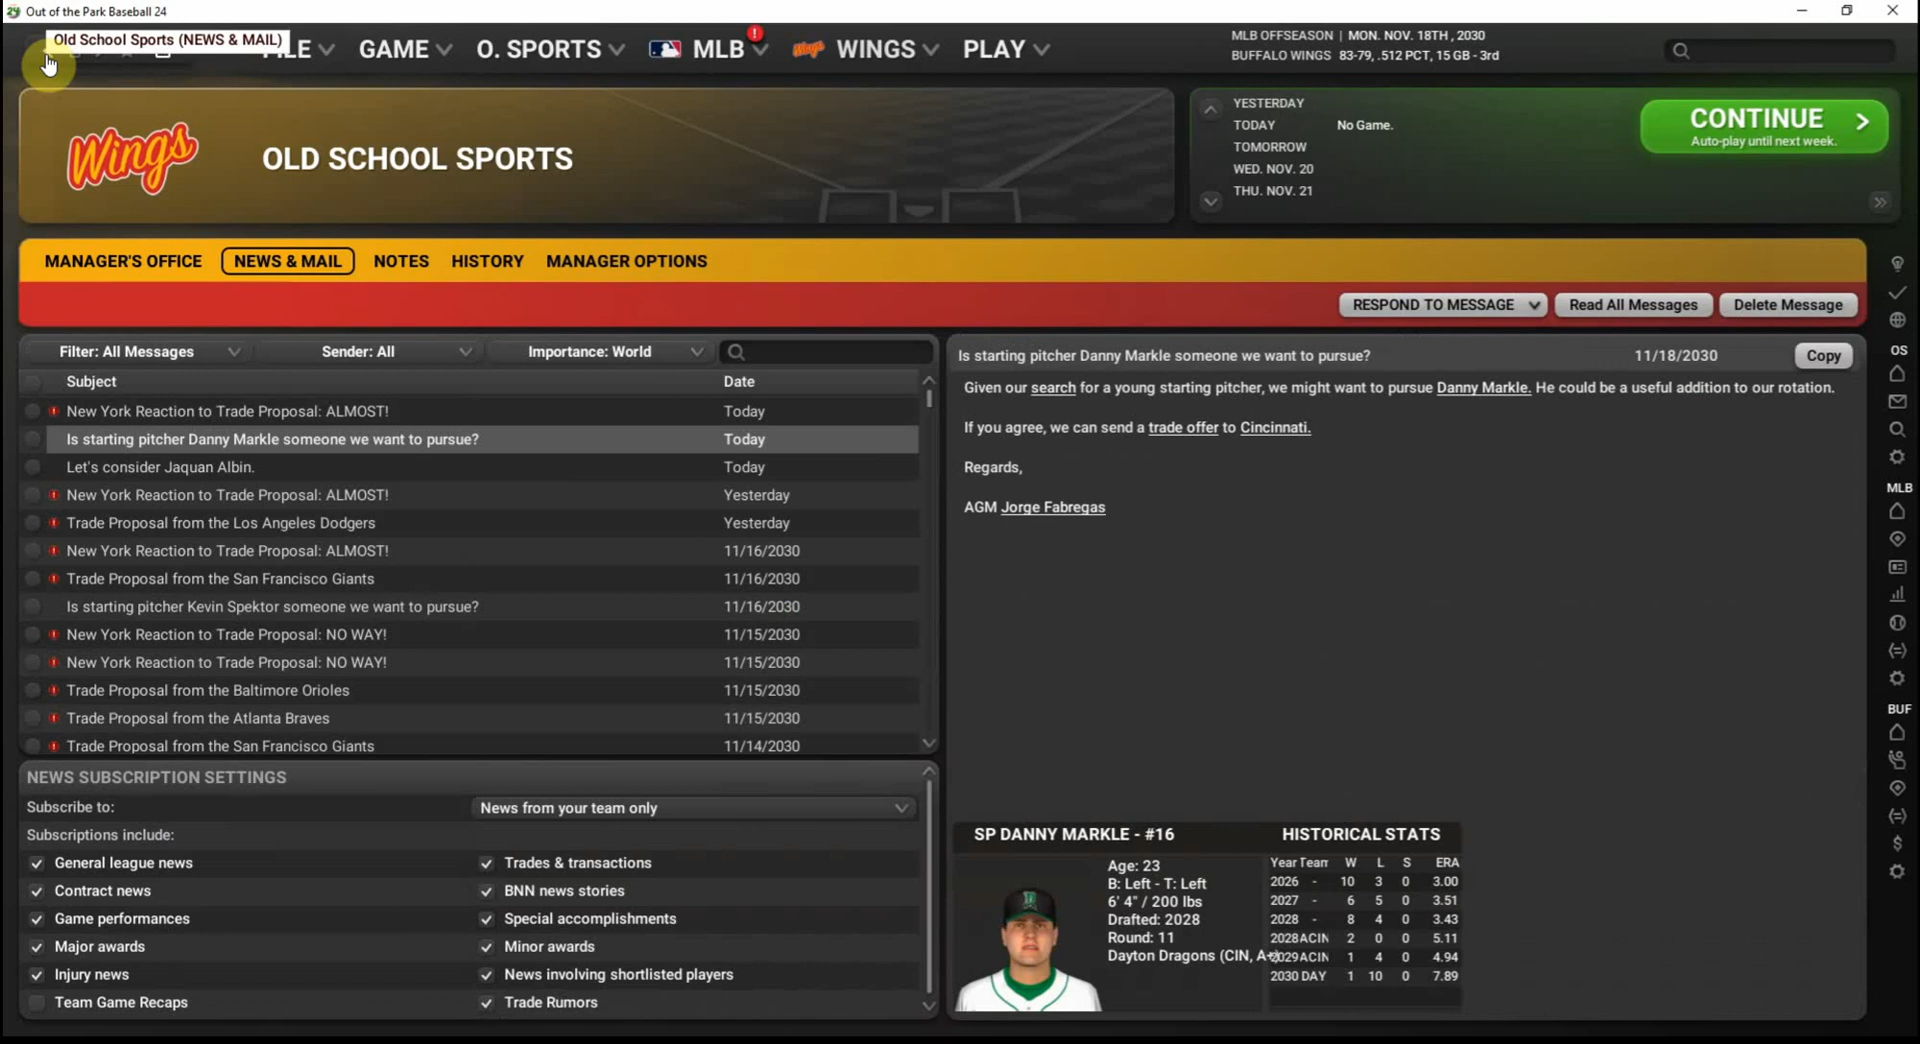 Out of the Park Baseball 24
Old School Sports (NEWS & MAIL)
GAME
O. SPORTS
MLB
WINGS
PLAY
MLB OFFSEASON | MON. NOV. 18TH, 2030
BUFFALO WINGS 83-79, .512 PCT, 15 GB - 3rd
Wings
OLD SCHOOL SPORTS
YESTERDAY
TODAY No Game.
TOMORROW
WED. NOV. 20
THU. NOV. 21
CONTINUE
Auto-play until next week.
MANAGER'S OFFICE NEWS & MAIL NOTES HISTORY MANAGER OPTIONS
RESPOND TO MESSAGE Read All Messages Delete Message
Filter: All Messages Sender: All Importance: World
Subject Date
New York Reaction to Trade Proposal: ALMOST! Today
Is starting pitcher Danny Markle someone we want to pursue? Today
Let's consider Jaquan Albin. Today
New York Reaction to Trade Proposal: ALMOST! Yesterday
Trade Proposal from the Los Angeles Dodgers Yesterday
New York Reaction to Trade Proposal: ALMOST! 11/16/2030
Trade Proposal from the San Francisco Giants 11/16/2030
Is starting pitcher Kevin Spektor someone we want to pursue? 11/16/2030
New York Reaction to Trade Proposal: NO WAY! 11/15/2030
New York Reaction to Trade Proposal: NO WAY! 11/15/2030
Trade Proposal from the Baltimore Orioles 11/15/2030
Trade Proposal from the Atlanta Braves 11/15/2030
Trade Proposal from the San Francisco Giants 11/14/2030
NEWS SUBSCRIPTION SETTINGS
Subscribe to: News from your team only
Subscriptions include:
General league news Trades & transactions
Contract news BNN news stories
Game performances Special accomplishments
Major awards Minor awards
Injury news News involving shortlisted players
Team Game Recaps Trade Rumors
Is starting pitcher Danny Markle someone we want to pursue? 11/18/2030 Copy
Given our search for a young starting pitcher, we might want to pursue Danny Markle. He could be a useful addition to our rotation.
If you agree, we can send a trade offer to Cincinnati.
Regards,
AGM Jorge Fabregas
SP DANNY MARKLE - #16
Age: 23
B: Left - T: Left
6' 4" / 200 lbs
Drafted: 2028
Round: 11
Dayton Dragons (CIN,
HISTORICAL STATS
Year Team W L S ERA
2026 - 10 3 0 3.00
2027 - 6 5 0 3.51
2028 - 8 4 0 3.43
2028 ACIN 2 0 0 5.11
2029 ACIN 1 4 0 4.94
2030 DAY 1 10 0 7.89
OS
MLB
BUF